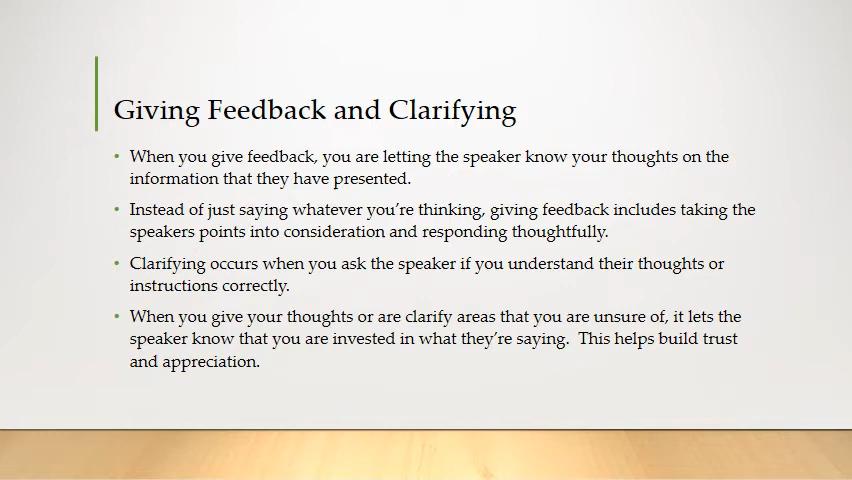 Giving Feedback and Clarifying
• When you give feedback, you are letting the speaker know your thoughts on the
information that they have presented.
• Instead of just saying whatever you’re thinking, giving feedback includes taking the
speakers points into consideration and responding thoughtfully.
• Clarifying occurs when you ask the speaker if you understand their thoughts or
instructions correctly.
• When you give your thoughts or are clarify areas that you are unsure of, it lets the
speaker know that you are invested in what they’re saying.  This helps build trust
and appreciation.